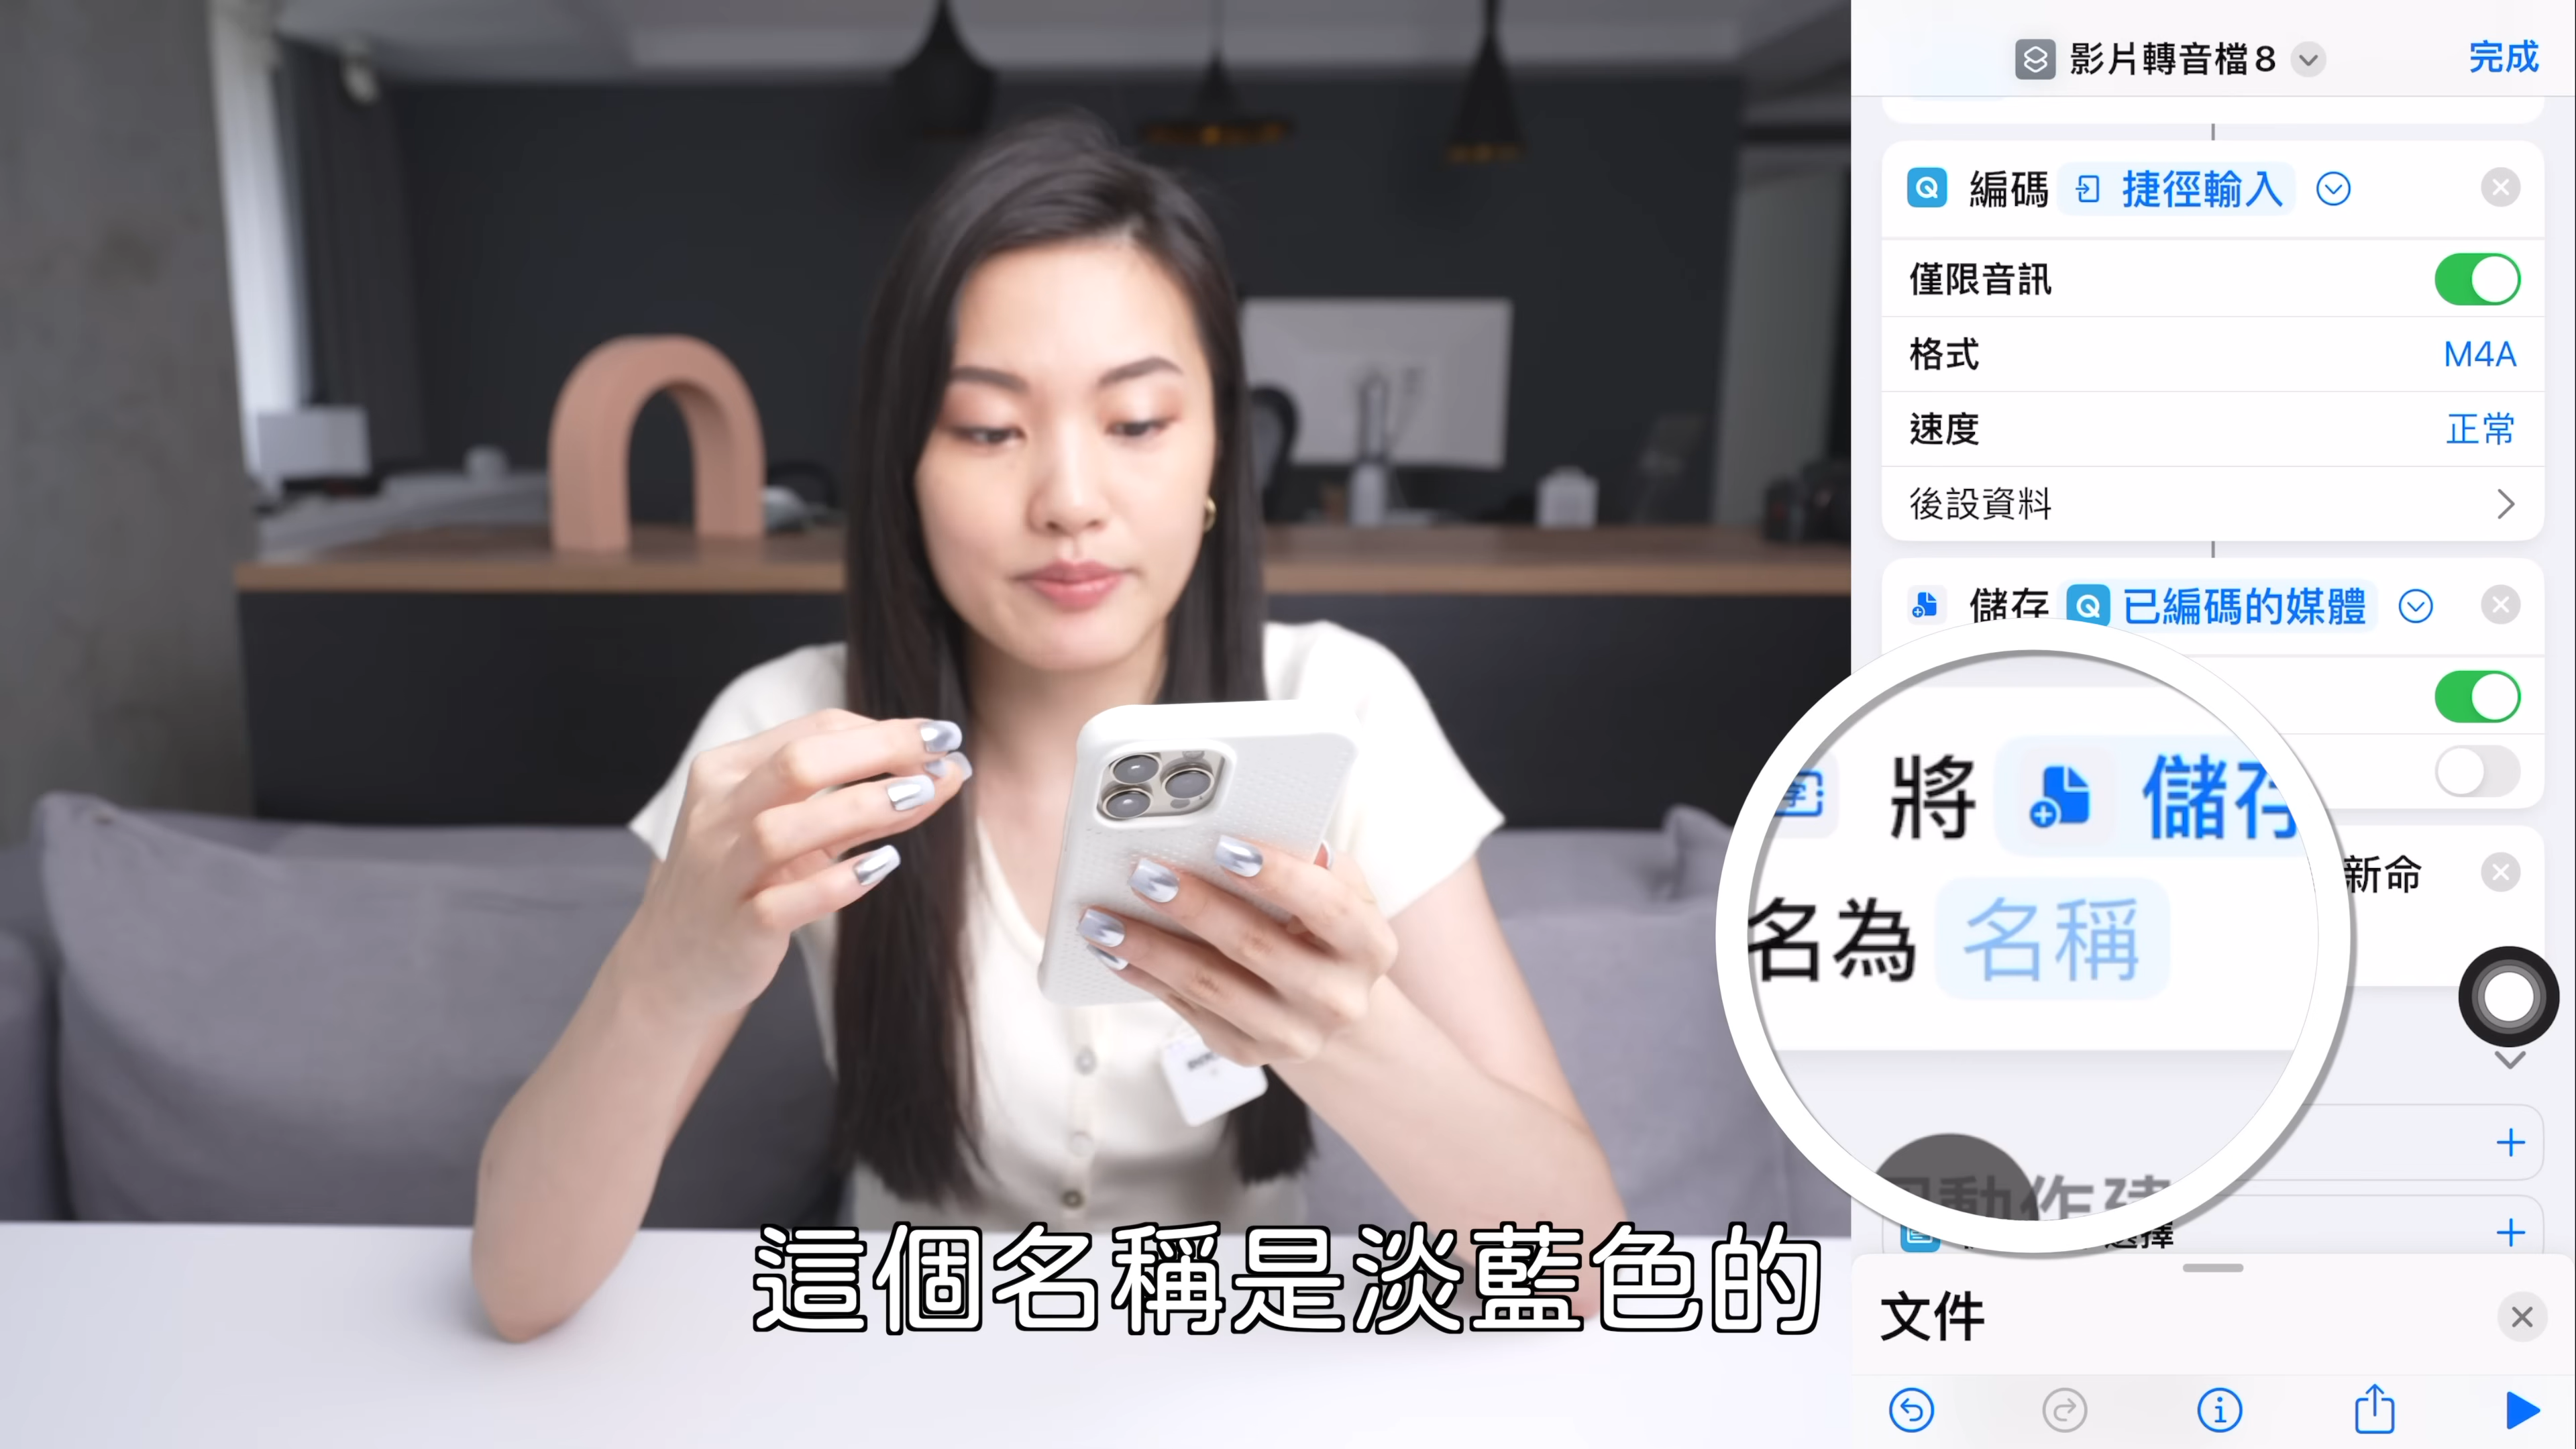 影片轉音檔8
完成
編碼 捷徑輸入
僅限音訊
格式 M4A
速度 正常
後設資料
儲存 已編碼的媒體
將 儲存
新命
名為 名稱
這個名稱是淡藍色的
文件